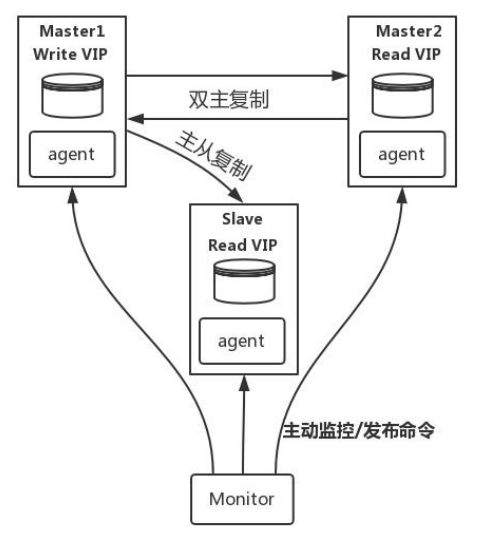 Master1
Write VIP
agent
Master2
Read VIP
agent
双主复制
主从复制
Slave
Read VIP
agent
主动监控/发布命令
Monitor